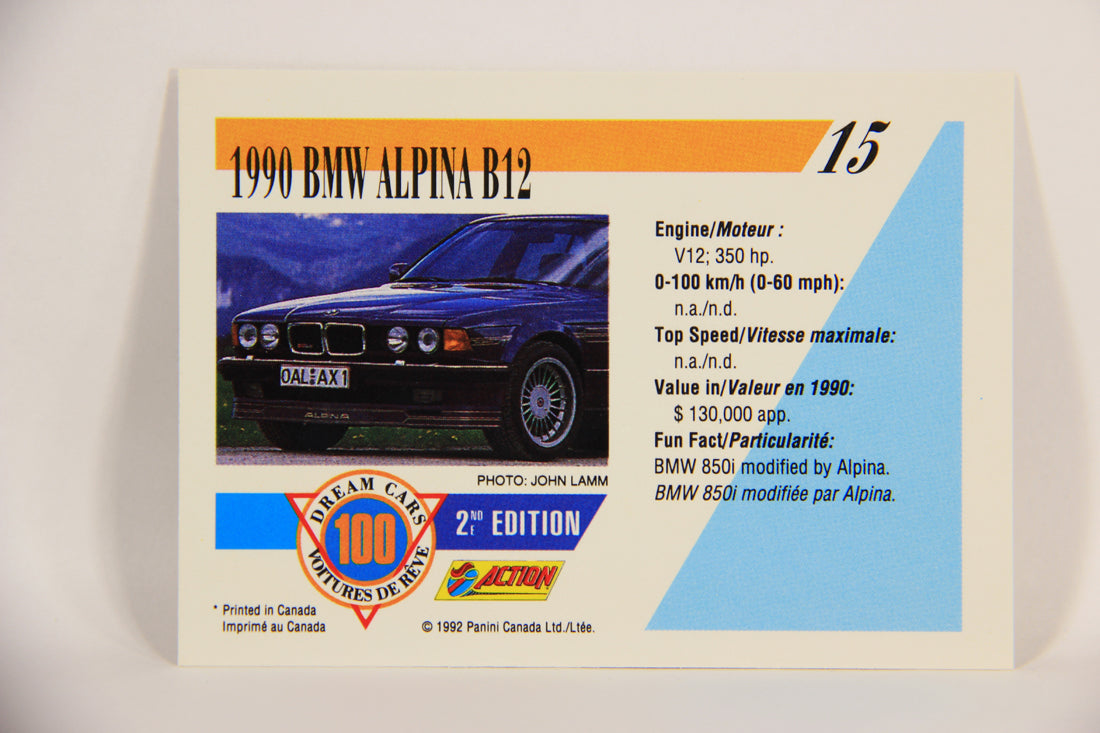 15
1990 BMW ALPINA B12
OAL AX 1
ALPINA
PHOTO: JOHN LAMM
Engine/Moteur :
V12; 350 hp.
0-100 km/h (0-60 mph):
n.a./n.d.
Top Speed/Vitesse maximale:
n.a./n.d.
Value in/Valeur en 1990:
$ 130,000 app.
Fun Fact/Particularité:
BMW 850i modified by Alpina.
BMW 850i modifiée par Alpina.
DREAM CARS
100
VOITURES DE RÊVE
2ND E EDITION
ACTION
* Printed in Canada
Imprimé au Canada
© 1992 Panini Canada Ltd./Ltée.